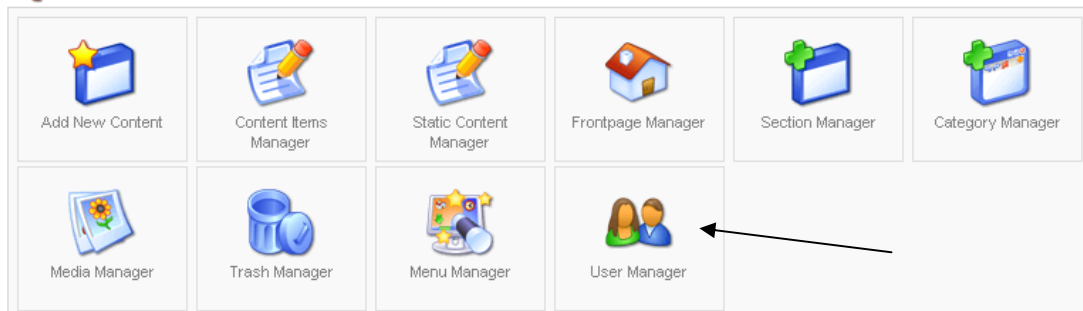 Add New Content
Content Items
Manager
Static Content
Manager
Frontpage Manager
Section Manager
Category Manager
Media Manager
Trash Manager
Menu Manager
User Manager